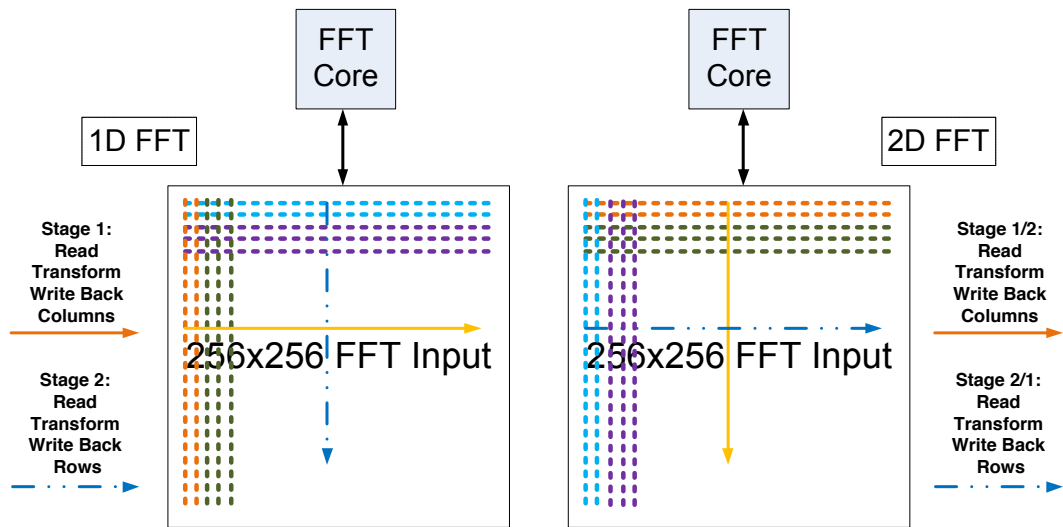 FFT
Core
FFT
Core
1D FFT
2D FFT
Stage 1:
Read
Transform
Write Back
Columns
Stage 2:
Read
Transform
Write Back
Rows
256x256 FFT Input
256x256 FFT Input
Stage 1/2:
Read
Transform
Write Back
Columns
Stage 2/1:
Read
Transform
Write Back
Rows